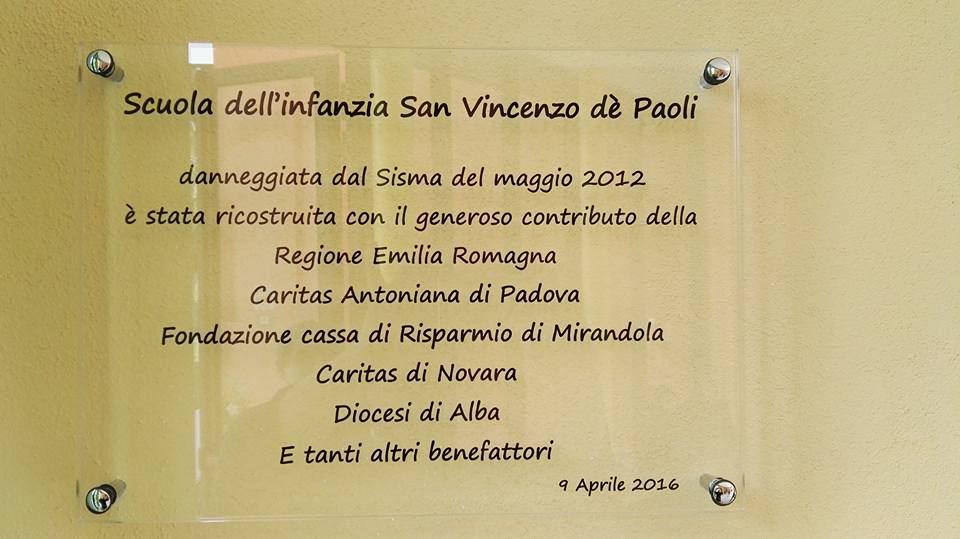 Scuola dell'infanzia San Vincenzo dè Paoli
danneggiata dal Sisma del maggio 2012
è stata ricostruita con il generoso contributo della
Regione Emilia Romagna
Caritas Antoniana di Padova
Fondazione cassa di Risparmio di Mirandola
Caritas di Novara
Diocesi di Alba
E tanti altri benefattori
9 Aprile 2016